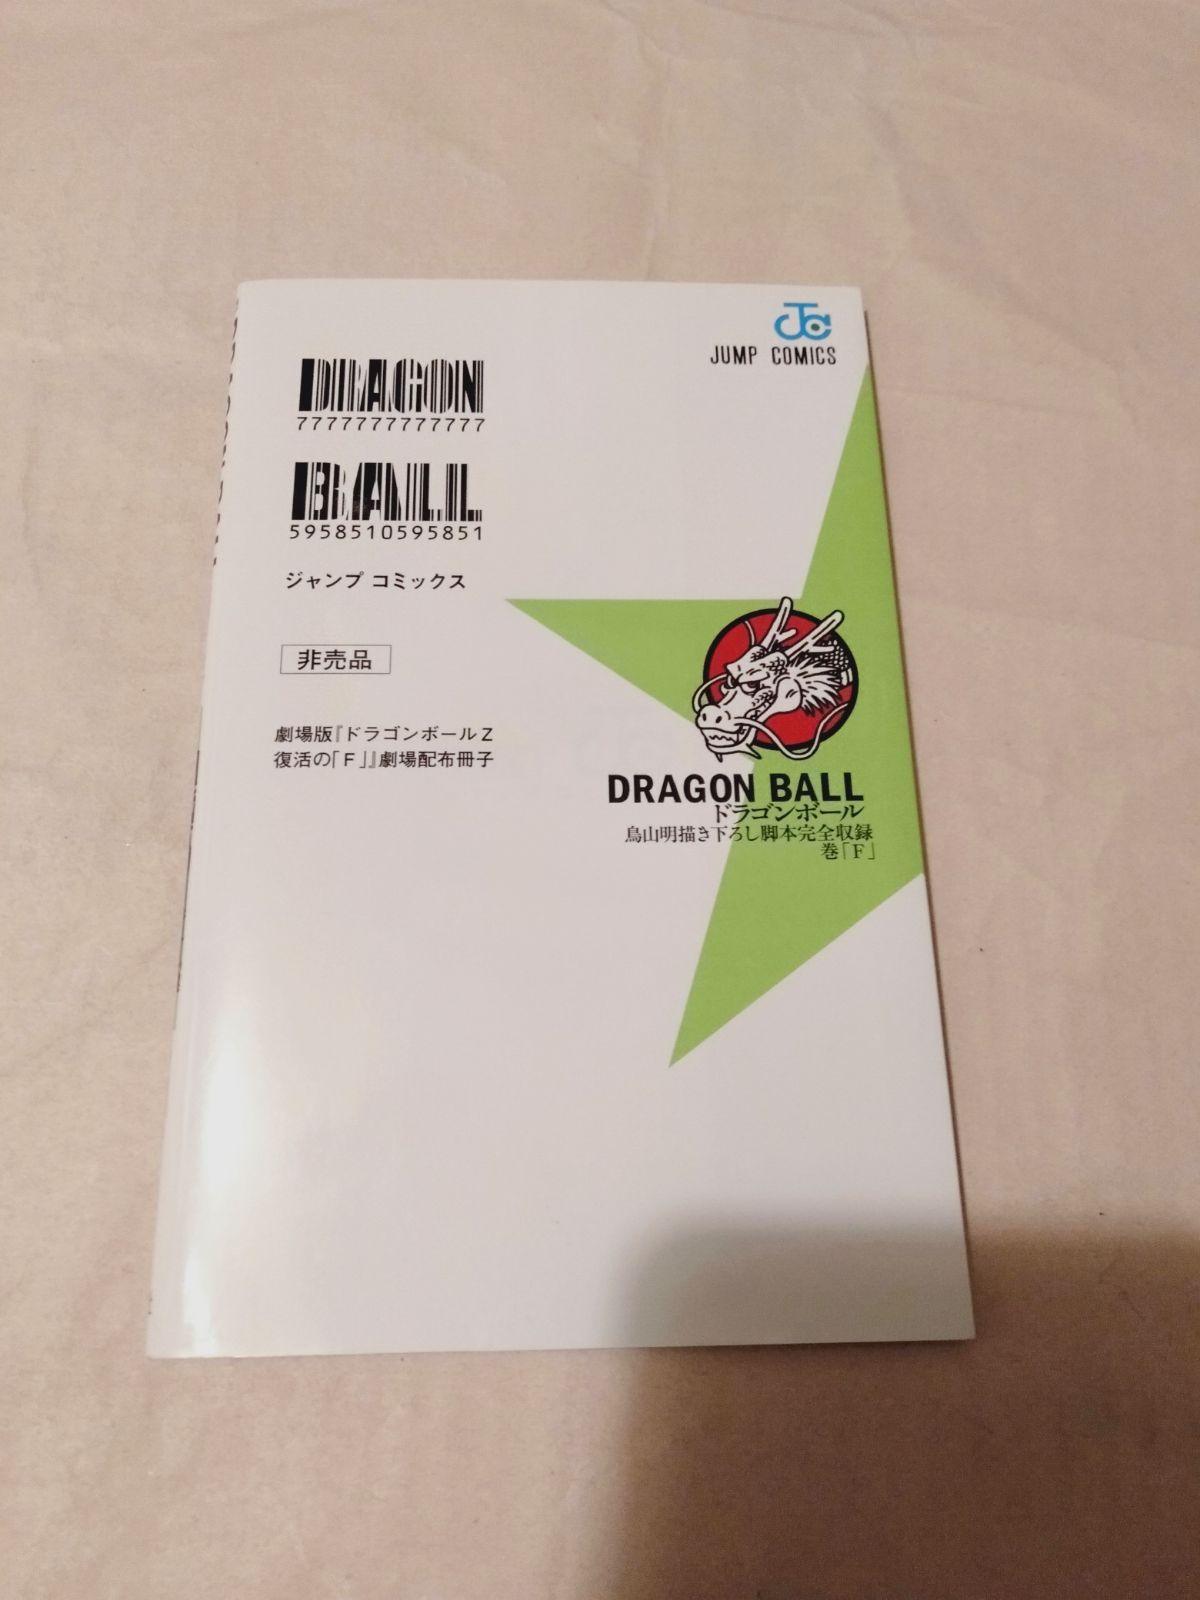 JUMP COMICS
DRAGON
7777777777777
BALL
5958510595851
ジャンプ コミックス
非売品
劇場版『ドラゴンボールZ
復活の「F」』劇場配布冊子
DRAGON BALL
ドラゴンボール
鳥山明描き下ろし脚本完全収録
巻「F」